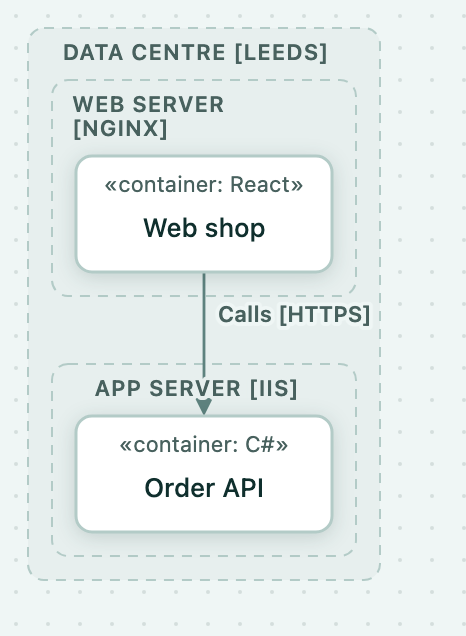 DATA CENTRE [LEEDS]
WEB SERVER
[NGINX]
«container: React»
Web shop
Calls [HTTPS]
APP SERVER [IIS]
«container: C#»
Order API